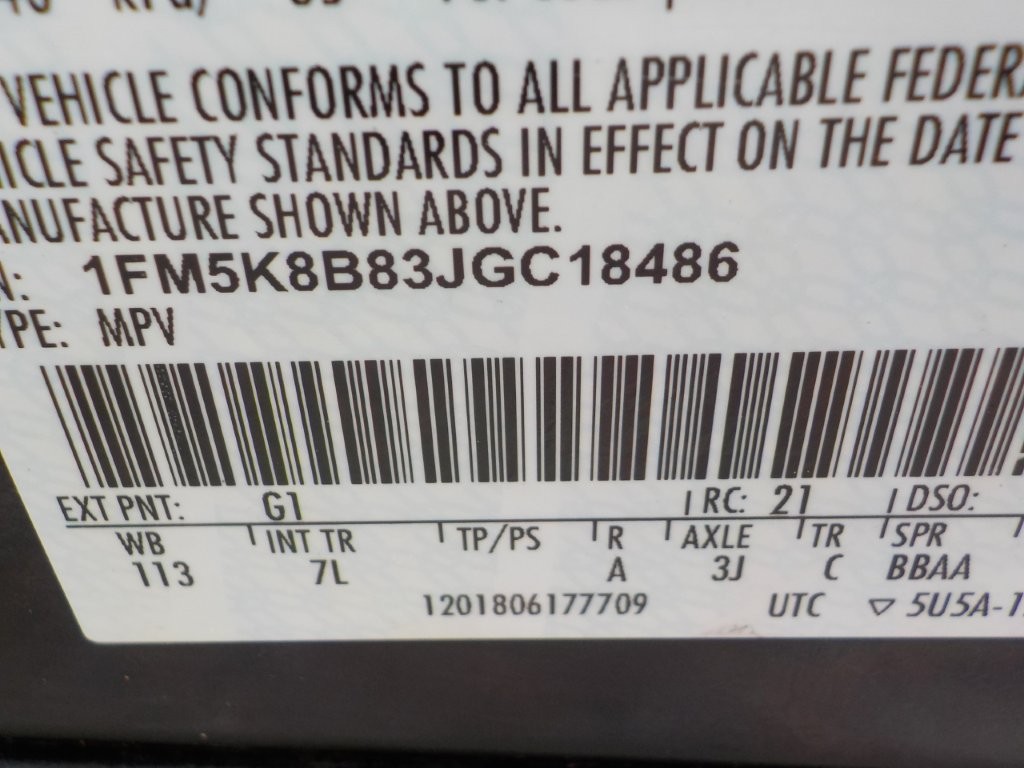 VEHICLE CONFORMS TO ALL APPLICABLE FEDER
ICLE SAFETY STANDARDS IN EFFECT ON THE DATE
ANUFACTURE SHOWN ABOVE.
N: 1FM5K8B83JGC18486
YPE: MPV
EXT PNT: G1 RC: 21 DSO:
WB INT TR TP/PS R AXLE TR SPR
113 7L A 3J C BBAA
1201806177709 UTC ▽ 5U5A-1